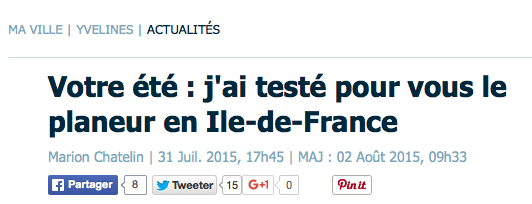 MA VILLE | YVELINES | ACTUALITÉS
Votre été : j'ai testé pour vous le
planeur en Ile-de-France
Marion Chatelin | 31 Juil. 2015, 17h45 | MAJ : 02 Août 2015, 09h33
f Partager 8 Tweeter 15 G+1 0 Pin it